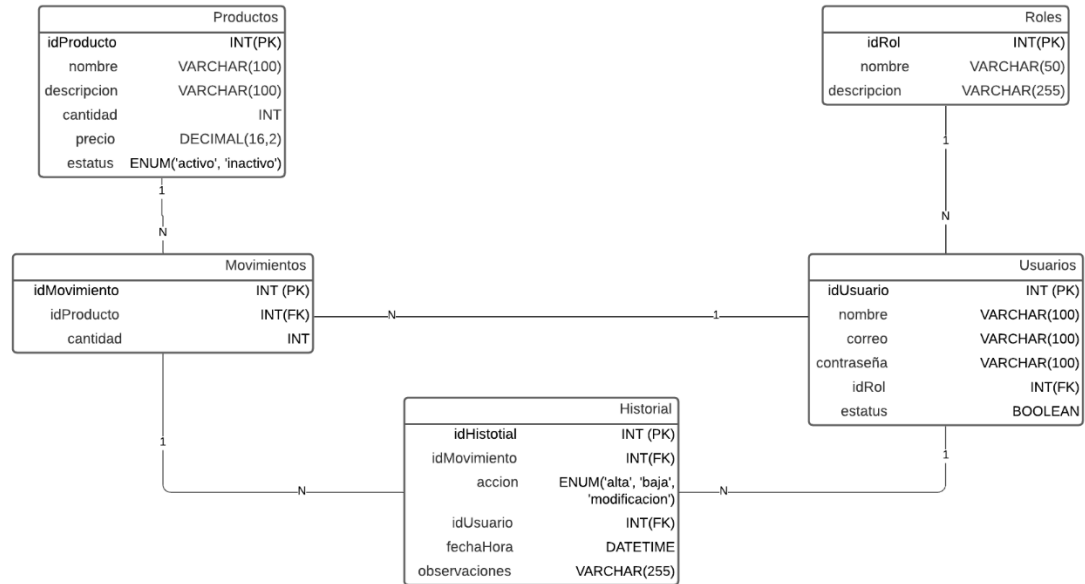 Productos
idProducto INT(PK)
nombre VARCHAR(100)
descripcion VARCHAR(100)
cantidad INT
precio DECIMAL(16,2)
estatus ENUM('activo', 'inactivo')
1
N
Roles
idRol INT(PK)
nombre VARCHAR(50)
descripcion VARCHAR(255)
1
N
Movimientos
idMovimiento INT (PK)
idProducto INT(FK)
cantidad INT
N
1
Usuarios
idUsuario INT (PK)
nombre VARCHAR(100)
correo VARCHAR(100)
contraseña VARCHAR(100)
idRol INT(FK)
estatus BOOLEAN
1
N
Historial
idHistotial INT (PK)
idMovimiento INT(FK)
accion ENUM('alta', 'baja',
'modificacion')
idUsuario INT(FK)
fechaHora DATETIME
observaciones VARCHAR(255)
1
N